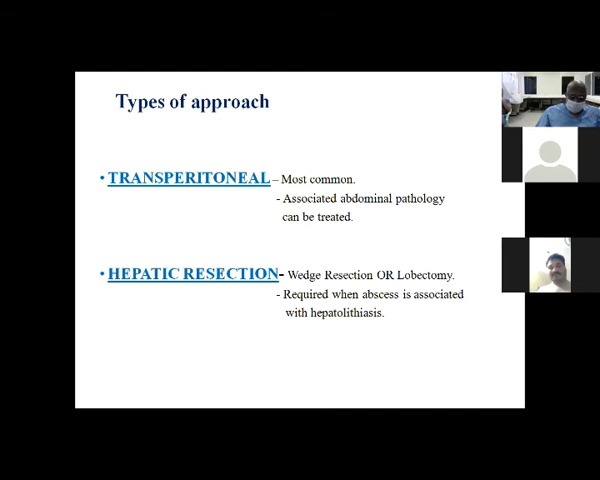 Types of approach
• TRANSPERITONEAL – Most common.
- Associated abdominal pathology
can be treated.
• HEPATIC RESECTION- Wedge Resection OR Lobectomy.
- Required when abscess is associated
with hepatolithiasis.